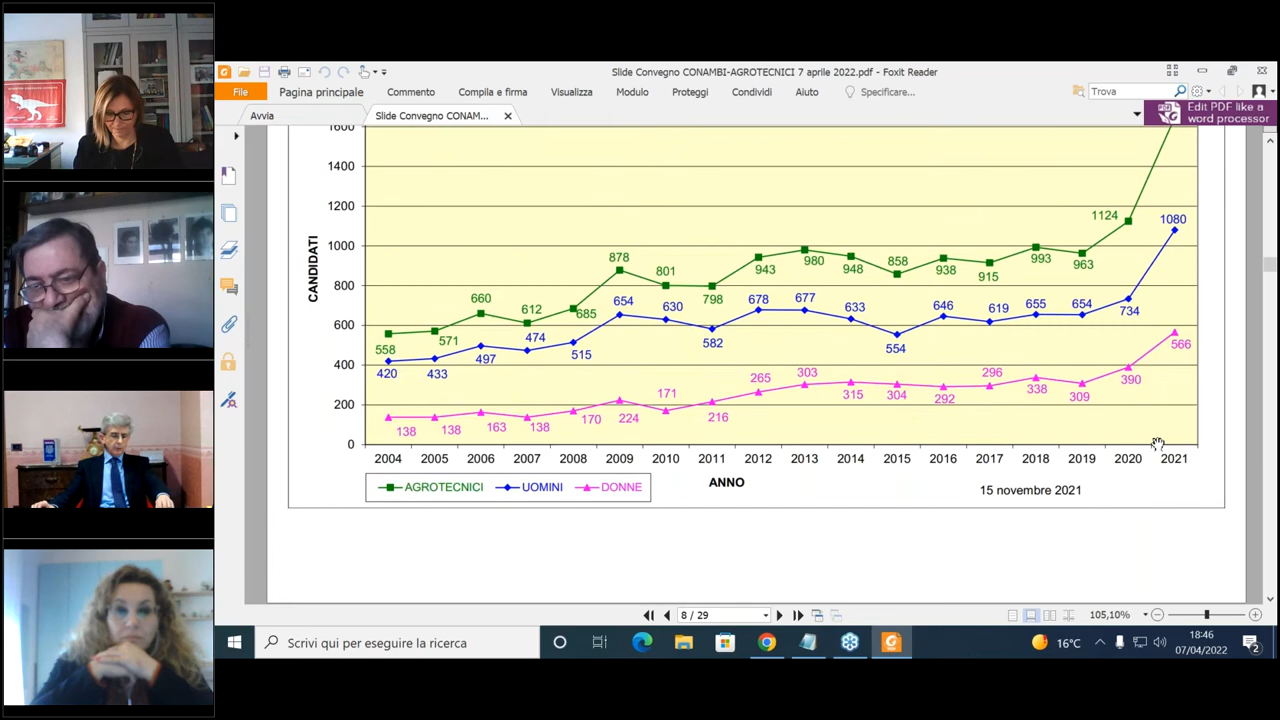 Slide Convegno CONAMBI-AGROTECNICI 7 aprile 2022.pdf - Foxit Reader
File Pagina principale Commento Compila e firma Visualizza Modulo Proteggi Condividi Aiuto Specificare... Trova
Avvia Slide Convegno CONAM...
Edit PDF like a
word processor
1600
1400
1200
1000
800
600
400
200
0
CANDIDATI
558 571 660 612 685 878 801 798 943 980 948 858 938 915 993 963 1124
420 433 497 474 515 654 630 582 678 677 633 554 646 619 655 654 734 1080
138 138 163 138 170 224 171 216 265 303 315 304 292 296 338 309 390 566
2004 2005 2006 2007 2008 2009 2010 2011 2012 2013 2014 2015 2016 2017 2018 2019 2020 2021
AGROTECNICI UOMINI DONNE
ANNO
15 novembre 2021
8 / 29
105,10%
Scrivi qui per eseguire la ricerca
16°C
18:46
07/04/2022
2